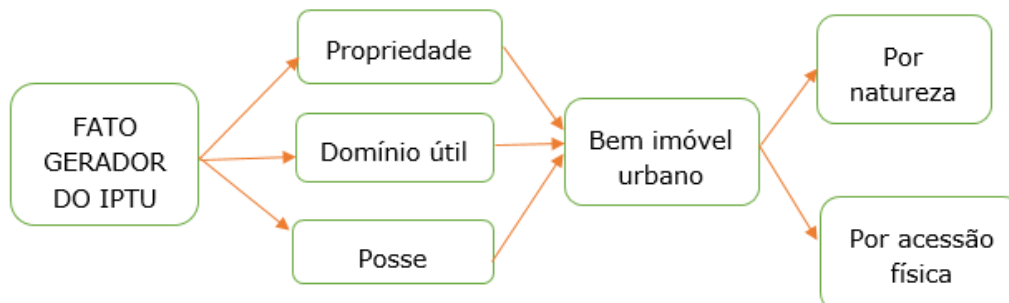 FATO
GERADOR
DO IPTU
Propriedade
Domínio útil
Posse
Bem imóvel
urbano
Por
natureza
Por acessão
física